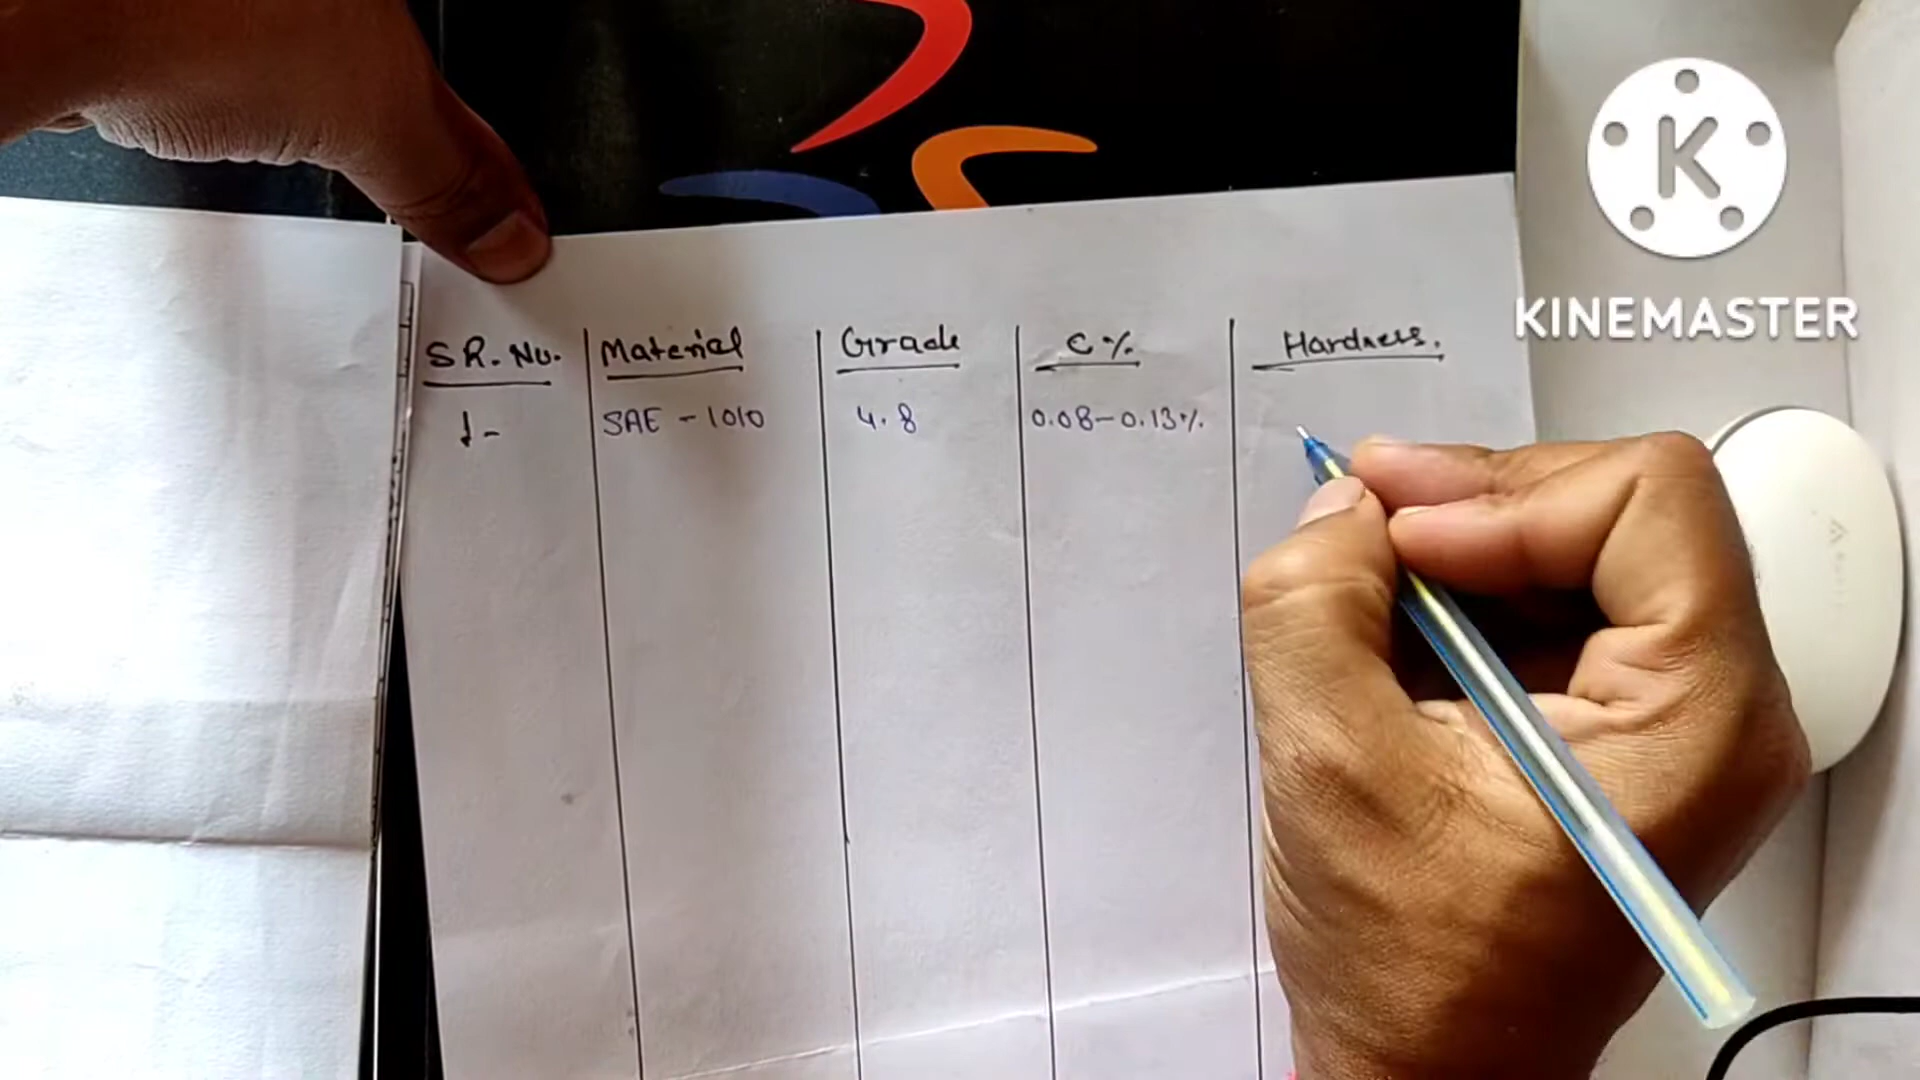 SR. No. Material Grade C% Hardness.
1- SAE - 1010 4.8 0.08-0.13%
K
KINEMASTER